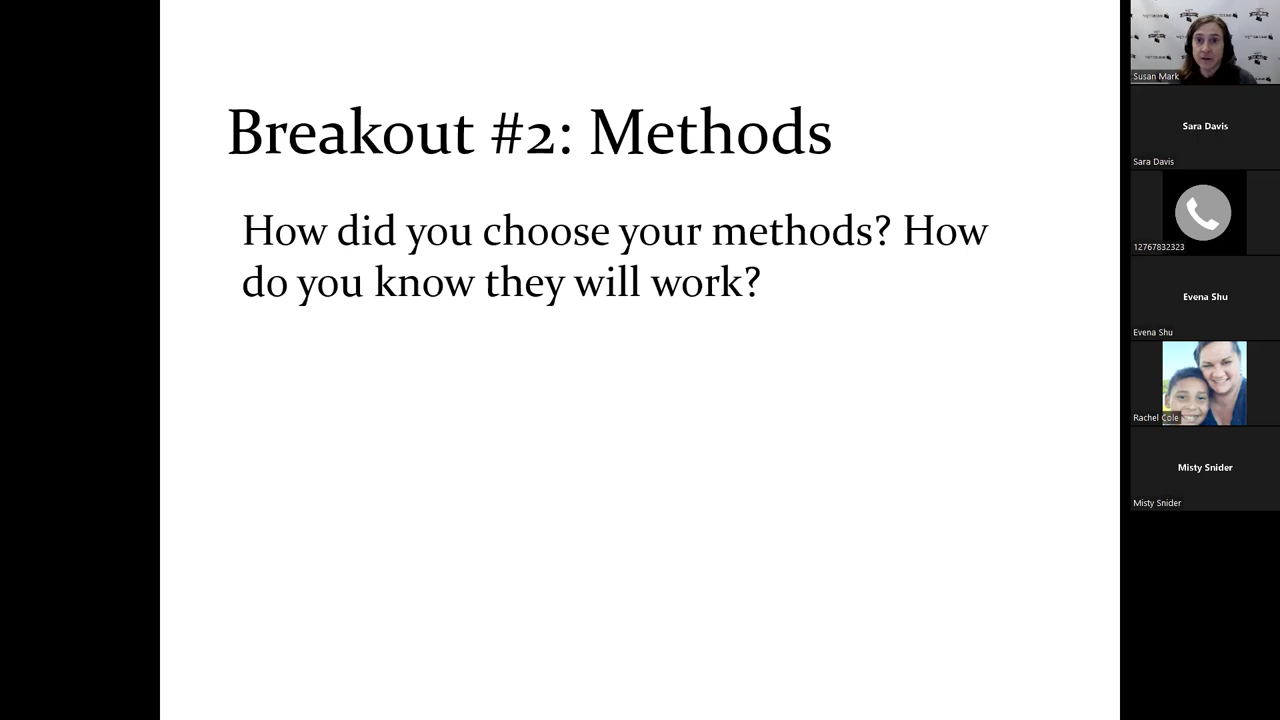 Breakout #2: Methods
How did you choose your methods? How
do you know they will work?
Susan Mark
Sara Davis
Sara Davis
12767832323
Evena Shu
Evena Shu
Rachel Cole
Misty Snider
Misty Snider